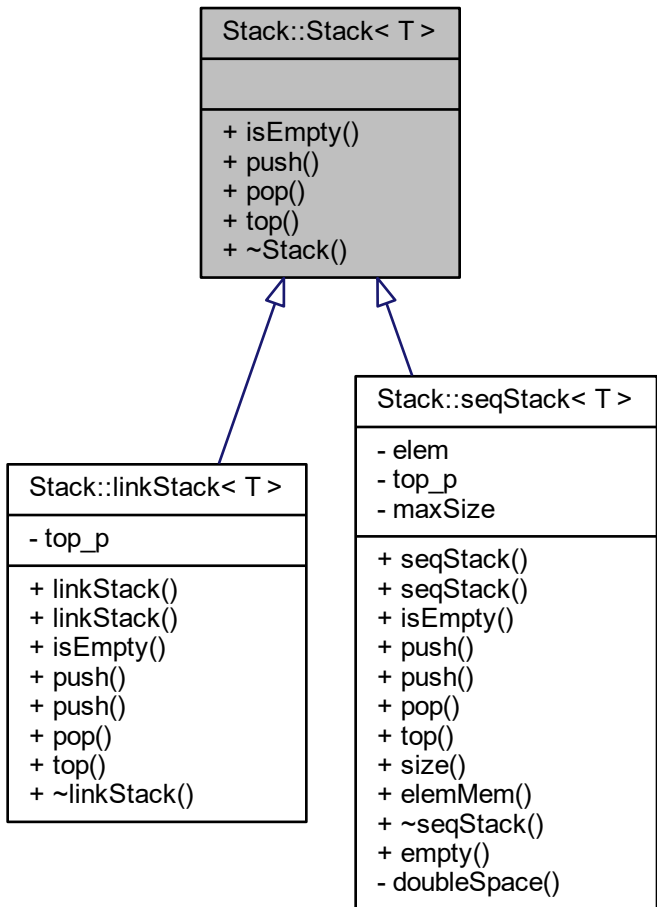 Stack::Stack< T >
+ isEmpty()
+ push()
+ pop()
+ top()
+ ~Stack()
Stack::linkStack< T >
- top_p
+ linkStack()
+ linkStack()
+ isEmpty()
+ push()
+ push()
+ pop()
+ top()
+ ~linkStack()
Stack::seqStack< T >
- elem
- top_p
- maxSize
+ seqStack()
+ seqStack()
+ isEmpty()
+ push()
+ push()
+ pop()
+ top()
+ size()
+ elemMem()
+ ~seqStack()
+ empty()
- doubleSpace()